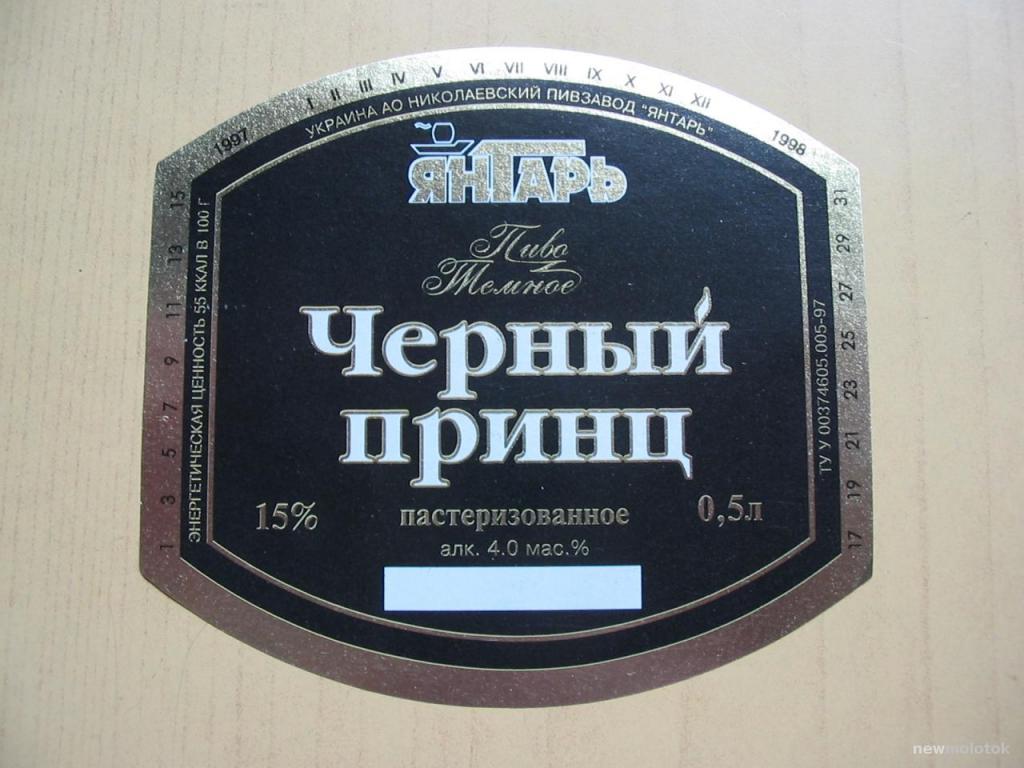 I II III IV V VI VII VIII IX X XI XII
1997
1998
УКРАИНА АО НИКОЛАЕВСКИЙ ПИВЗАВОД "ЯНТАРЬ"
ЯНТАРЬ
Пиво
Темное
Черный
принц
15%
пастеризованное
0,5л
алк. 4.0 мас.%
1 3 5 7 9 11 13 15
ЭНЕРГЕТИЧЕСКАЯ ЦЕННОСТЬ 55 ККАЛ В 100 Г
ТУ У 00374605.005-97
17 19 21 23 25 27 29 31
newmolotok